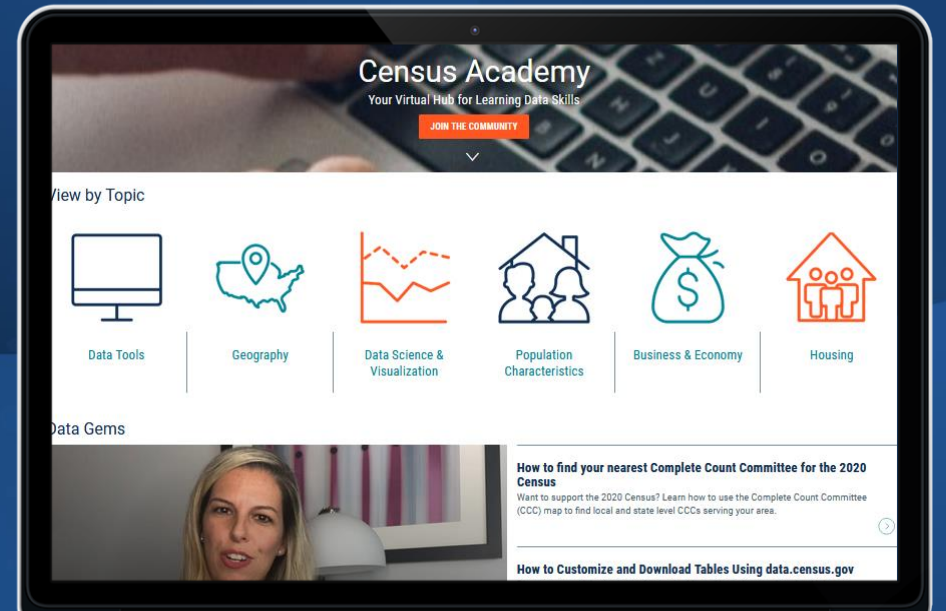 Census Academy
Your Virtual Hub for Learning Data Skills
JOIN THE COMMUNITY
View by Topic
Data Tools
Geography
Data Science &
Visualization
Population
Characteristics
Business & Economy
Housing
Data Gems
How to find your nearest Complete Count Committee for the 2020
Census
Want to support the 2020 Census? Learn how to use the Complete Count Committee
(CCC) map to find local and state level CCCs serving your area.
How to Customize and Download Tables Using data.census.gov